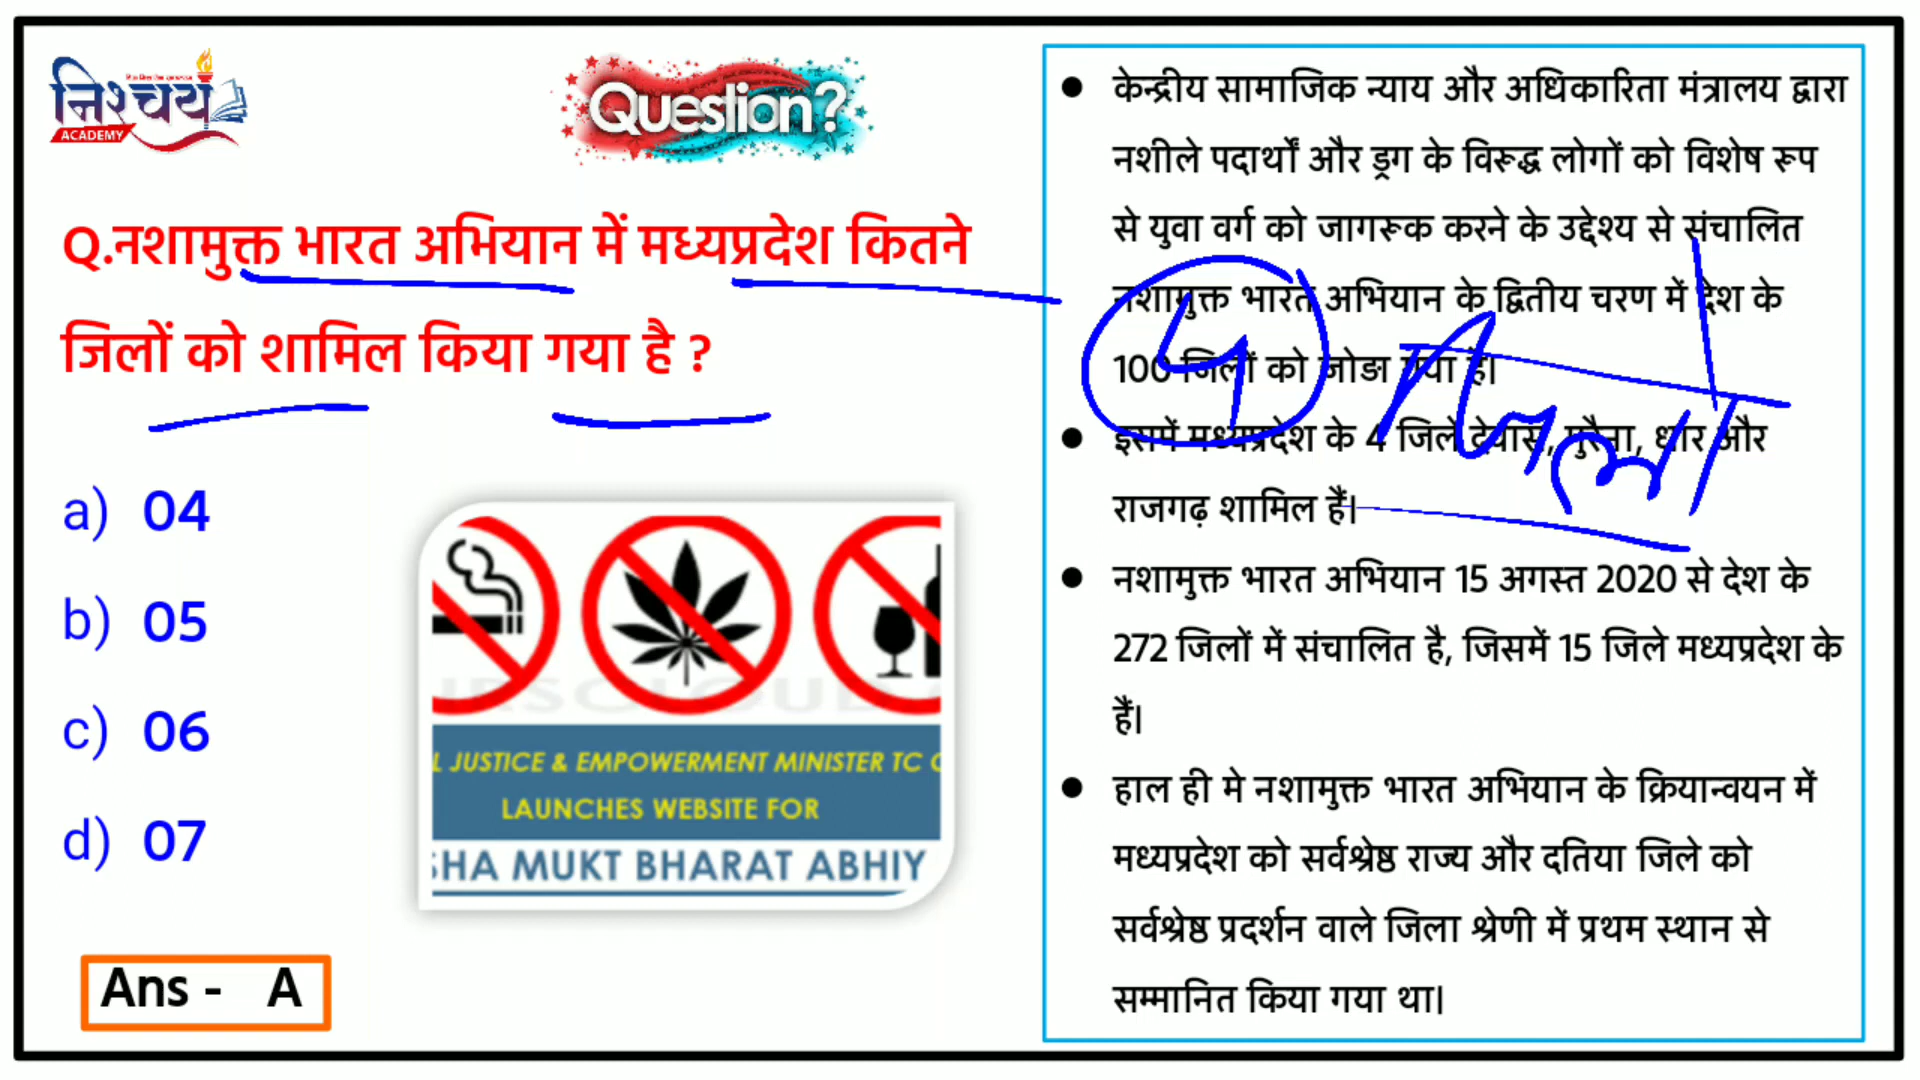 निश्चय
ACADEMY
Question?
Q.नशामुक्त भारत अभियान में मध्यप्रदेश कितने
जिलों को शामिल किया गया है ?
a) 04
b) 05
c) 06
d) 07
L JUSTICE & EMPOWERMENT MINISTER TC
LAUNCHES WEBSITE FOR
SHA MUKT BHARAT ABHIY
Ans - A
● केन्द्रीय सामाजिक न्याय और अधिकारिता मंत्रालय द्वारा
नशीले पदार्थों और ड्रग के विरूद्ध लोगों को विशेष रूप
से युवा वर्ग को जागरूक करने के उद्देश्य से संचालित
नशामुक्त भारत अभियान के द्वितीय चरण में देश के
100 जिलों को जोडा गया है।
● इसमें मध्यप्रदेश के 4 जिले देवास, मुरैना, धार और
राजगढ़ शामिल हैं।
● नशामुक्त भारत अभियान 15 अगस्त 2020 से देश के
272 जिलों में संचालित है, जिसमें 15 जिले मध्यप्रदेश के
हैं।
● हाल ही मे नशामुक्त भारत अभियान के क्रियान्वयन में
मध्यप्रदेश को सर्वश्रेष्ठ राज्य और दतिया जिले को
सर्वश्रेष्ठ प्रदर्शन वाले जिला श्रेणी में प्रथम स्थान से
सम्मानित किया गया था।